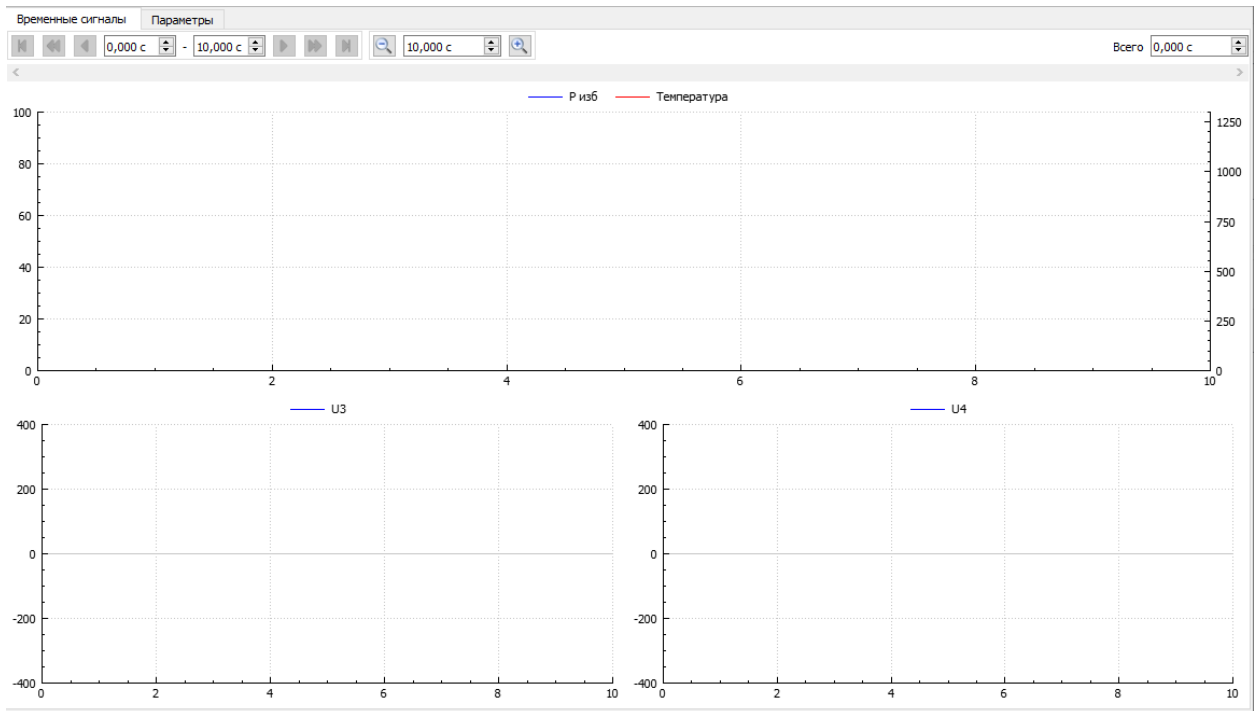 Временные сигналы Параметры
0,000 с - 10,000 с 10,000 с Всего 0,000 с
P изб Температура
100 1250
80 1000
60 750
40 500
20 250
0 0
0 2 4 6 8 10
U3 U4
400 400
200 200
0 0
-200 -200
-400 -400
0 2 4 6 8 10 0 2 4 6 8 10